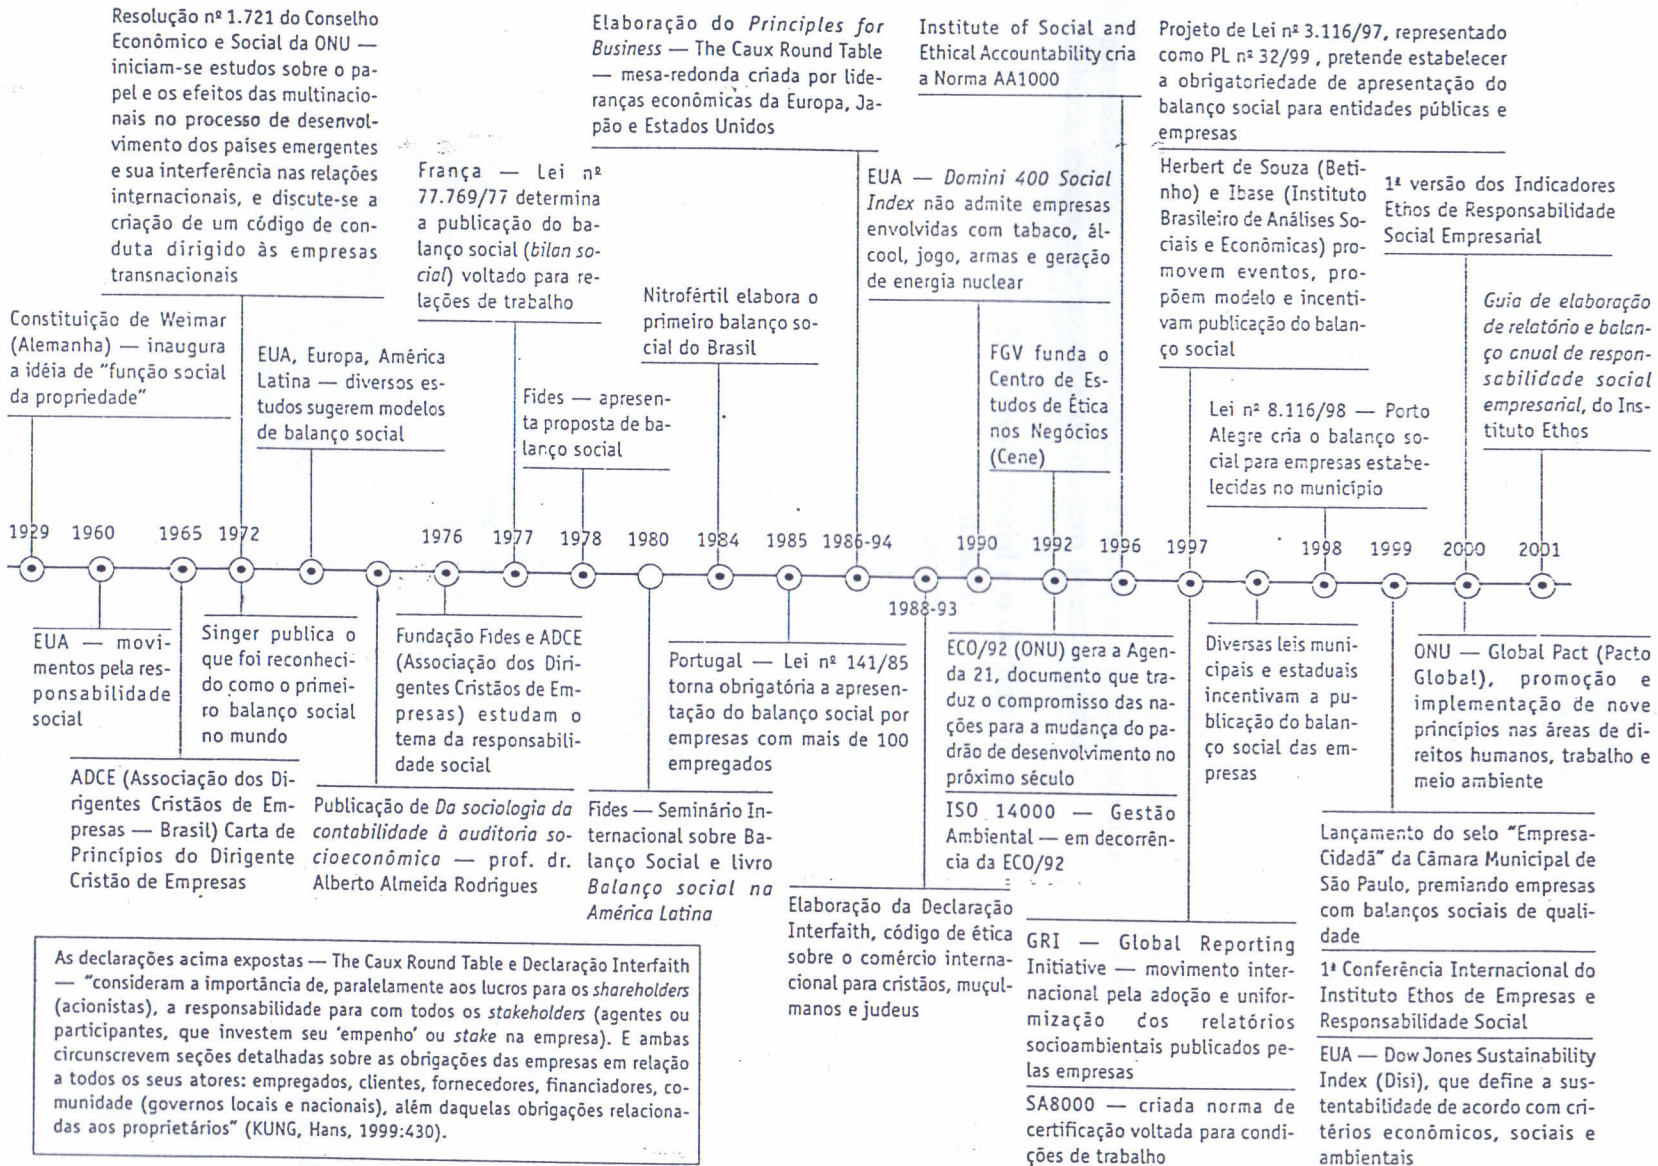 Resolução nº 1.721 do Conselho
Econômico e Social da ONU —
iniciam-se estudos sobre o pa-
pel e os efeitos das multinacio-
nais no processo de desenvol-
vimento dos países emergentes
e sua interferência nas relações
internacionais, e discute-se a
criação de um código de con-
duta dirigido às empresas
transnacionais
Elaboração do Principles for
Business — The Caux Round Table
— mesa-redonda criada por lide-
ranças econômicas da Europa, Ja-
pão e Estados Unidos
Institute of Social and
Ethical Accountability cria
a Norma AA1000
Projeto de Lei nº 3.116/97, representado
como PL nº 32/99 , pretende estabelecer
a obrigatoriedade de apresentação do
balanço social para entidades públicas e
empresas
França — Lei nº
77.769/77 determina
a publicação do ba-
lanço social (bilan so-
cial) voltado para re-
lações de trabalho
EUA — Domini 400 Social
Index não admite empresas
envolvidas com tabaco, ál-
cool, jogo, armas e geração
de energia nuclear
Herbert de Souza (Beti-
nho) e Ibase (Instituto
Brasileiro de Análises So-
ciais e Econômicas) pro-
movem eventos, pro-
põem modelo e incenti-
vam publicação do balan-
ço social
1ª versão dos Indicadores
Ethos de Responsabilidade
Social Empresarial
Constituição de Weimar
(Alemanha) — inaugura
a idéia de "função social
da propriedade"
EUA, Europa, América
Latina — diversos es-
tudos sugerem modelos
de balanço social
Fides — apresen-
ta proposta de ba-
lanço social
Nitrofértil elabora o
primeiro balanço so-
cial do Brasil
FGV funda o
Centro de Es-
tudos de Ética
nos Negócios
(Cene)
Lei nº 8.116/98 — Porto
Alegre cria o balanço so-
cial para empresas estabe-
lecidas no município
Guia de elaboração
de relatório e balan-
ço anual de respon-
sabilidade social
empresarial, do Ins-
tituto Ethos
1929 1960 1965 1972 1976 1977 1978 1980 1984 1985 1986-94 1990 1992 1996 1997 1998 1999 2000 2001
1988-93
EUA — movi-
mentos pela res-
ponsabilidade
social
ADCE (Associação dos Di-
rigentes Cristãos de Em-
presas — Brasil) Carta de
Princípios do Dirigente
Cristão de Empresas
Singer publica o
que foi reconheci-
do como o primei-
ro balanço social
no mundo
Publicação de Da sociologia da
contabilidade à auditoria so-
cioeconômica — prof. dr.
Alberto Almeida Rodrigues
Fundação Fides e ADCE
(Associação dos Diri-
gentes Cristãos de Em-
presas) estudam o
tema da responsabili-
dade social
Fides — Seminário In-
ternacional sobre Ba-
lanço Social e livro
Balanço social na
América Latina
Portugal — Lei nº 141/85
torna obrigatória a apresen-
tação do balanço social por
empresas com mais de 100
empregados
Elaboração da Declaração
Interfaith, código de ética
sobre o comércio interna-
cional para cristãos, muçul-
manos e judeus
ECO/92 (ONU) gera a Agen-
da 21, documento que tra-
duz o compromisso das na-
ções para a mudança do pa-
drão de desenvolvimento no
próximo século
ISO 14000 — Gestão
Ambiental — em decorrên-
cia da ECO/92
GRI — Global Reporting
Initiative — movimento inter-
nacional pela adoção e unifor-
mização dos relatórios
socioambientais publicados pe-
las empresas
SA8000 — criada norma de
certificação voltada para condi-
ções de trabalho
Diversas leis muni-
cipais e estaduais
incentivam a pu-
blicação do balan-
ço social das em-
presas
ONU — Global Pact (Pacto
Global), promoção e
implementação de nove
princípios nas áreas de di-
reitos humanos, trabalho e
meio ambiente
Lançamento do selo "Empresa-
Cidadã" da Câmara Municipal de
São Paulo, premiando empresas
com balanços sociais de quali-
dade
1ª Conferência Internacional do
Instituto Ethos de Empresas e
Responsabilidade Social
EUA — Dow Jones Sustainability
Index (Disi), que define a sus-
tentabilidade de acordo com cri-
térios econômicos, sociais e
ambientais
As declarações acima expostas — The Caux Round Table e Declaração Interfaith
— "consideram a importância de, paralelamente aos lucros para os shareholders
(acionistas), a responsabilidade para com todos os stakeholders (agentes ou
participantes, que investem seu 'empenho' ou stake na empresa). E ambas
circunscrevem seções detalhadas sobre as obrigações das empresas em relação
a todos os seus atores: empregados, clientes, fornecedores, financiadores, co-
munidade (governos locais e nacionais), além daquelas obrigações relaciona-
das aos proprietários" (KUNG, Hans, 1999:430).